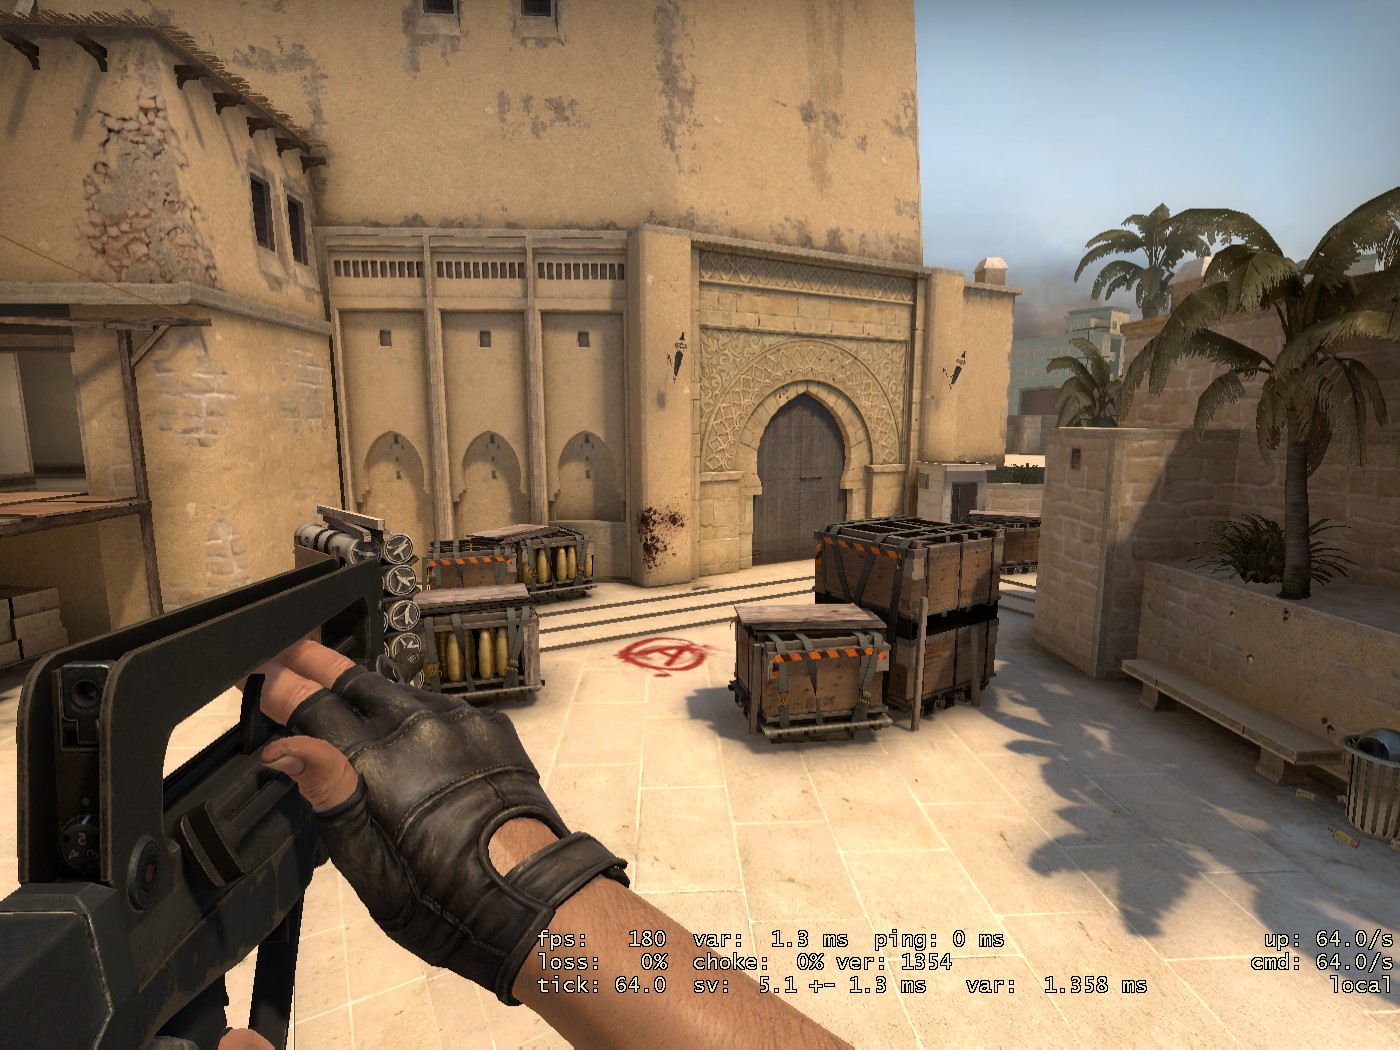 A
fps: 180 var: 1.3 ms ping: 0 ms
loss: 0% choke: 0% ver: 1354
tick: 64.0 sv: 5.1 +- 1.3 ms var: 1.358 ms
up: 64.0/s
cmd: 64.0/s
local